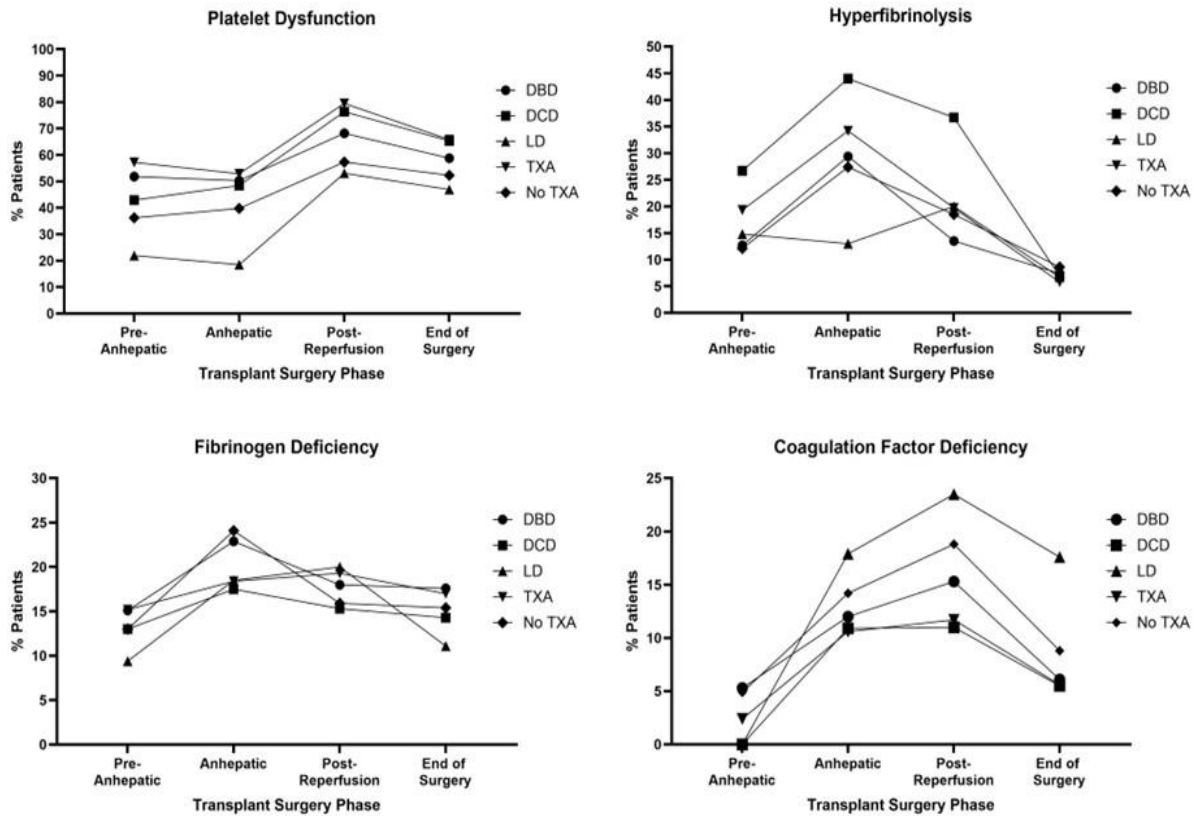 Platelet Dysfunction
% Patients
100
90
80
70
60
50
40
30
20
10
0
Pre-
Anhepatic
Anhepatic
Post-
Reperfusion
End of
Surgery
Transplant Surgery Phase
DBD
DCD
LD
TXA
No TXA
Hyperfibrinolysis
% Patients
50
45
40
35
30
25
20
15
10
5
0
Pre-
Anhepatic
Anhepatic
Post-
Reperfusion
End of
Surgery
Transplant Surgery Phase
DBD
DCD
LD
TXA
No TXA
Fibrinogen Deficiency
% Patients
30
25
20
15
10
5
0
Pre-
Anhepatic
Anhepatic
Post-
Reperfusion
End of
Surgery
Transplant Surgery Phase
DBD
DCD
LD
TXA
No TXA
Coagulation Factor Deficiency
% Patients
25
20
15
10
5
0
Pre-
Anhepatic
Anhepatic
Post-
Reperfusion
End of
Surgery
Transplant Surgery Phase
DBD
DCD
LD
TXA
No TXA